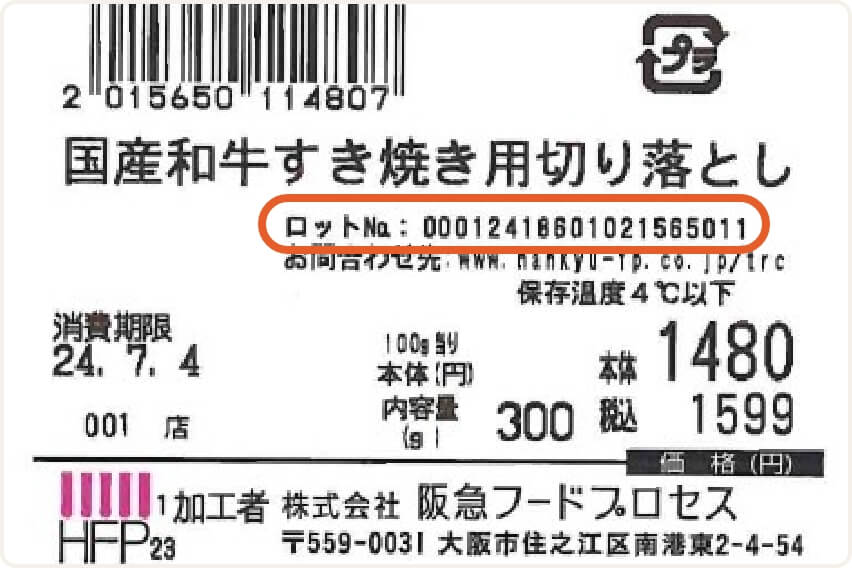 2 015650 114807
プラ
国産和牛すき焼き用切り落とし
ロットNa: 00012418601021565011
お問合わせ先:www.hankyu-fp.co.jp/trc
保存温度4℃以下
消費期限
24. 7. 4
100g当り
本体(円)
本体 1480
001 店
内容量
(g)
300
税込 1599
価 格 (円)
HFP 23
1 加工者 株式会社 阪急フードプロセス
〒559-0031 大阪市住之江区南港東2-4-54